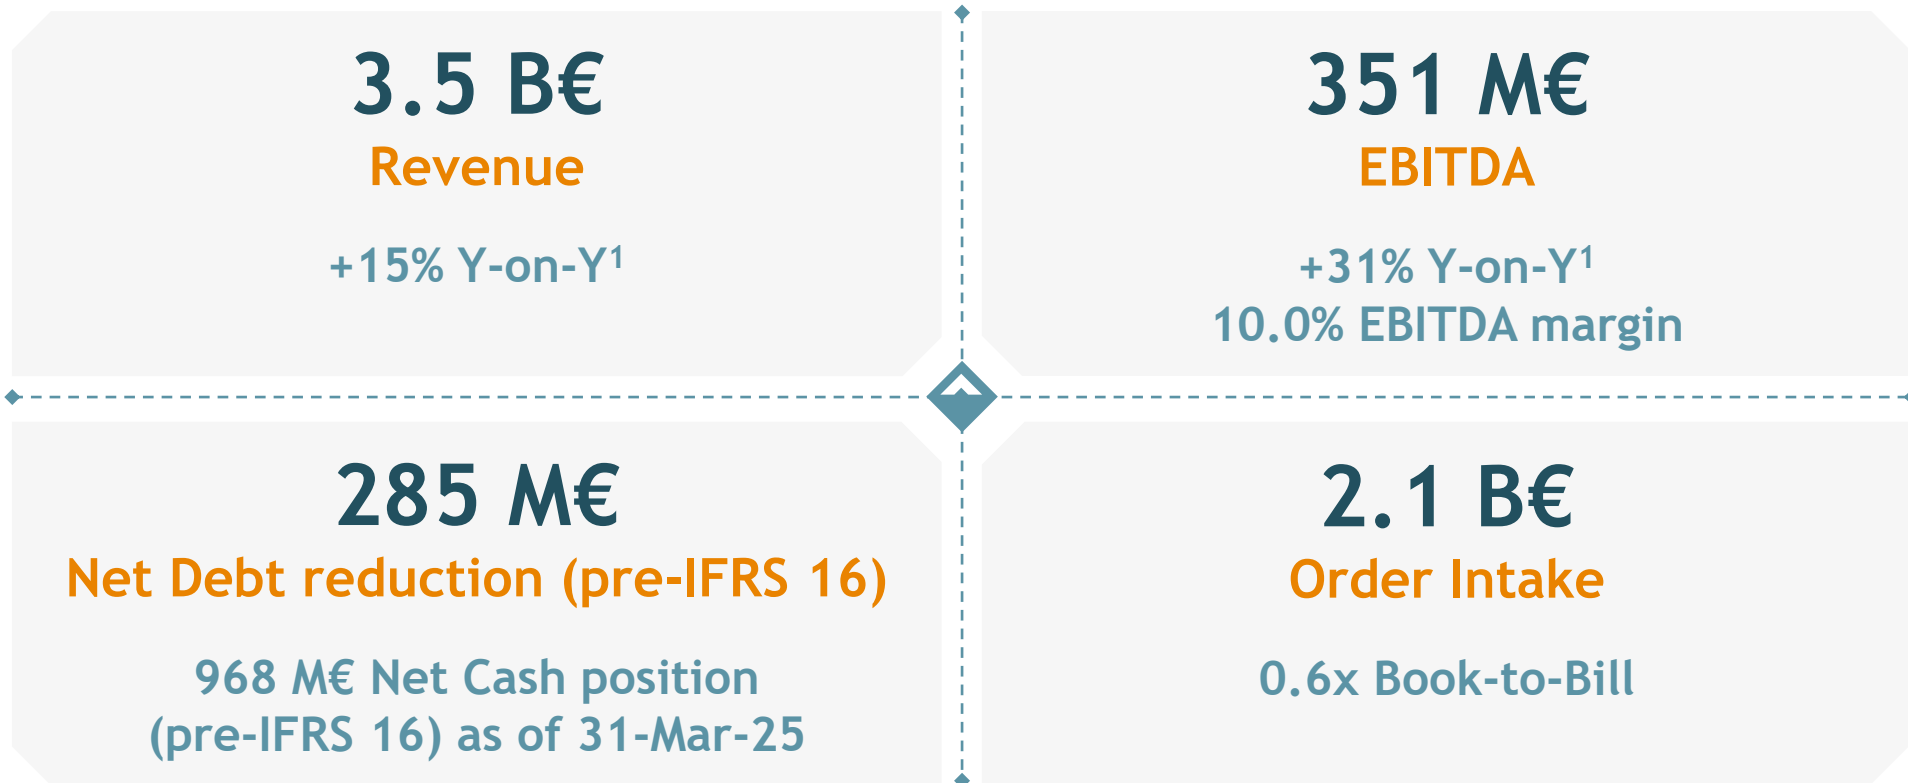 3.5 B€
Revenue
+15% Y-on-Y¹
351 M€
EBITDA
+31% Y-on-Y¹
10.0% EBITDA margin
285 M€
Net Debt reduction (pre-IFRS 16)
968 M€ Net Cash position
(pre-IFRS 16) as of 31-Mar-25
2.1 B€
Order Intake
0.6x Book-to-Bill